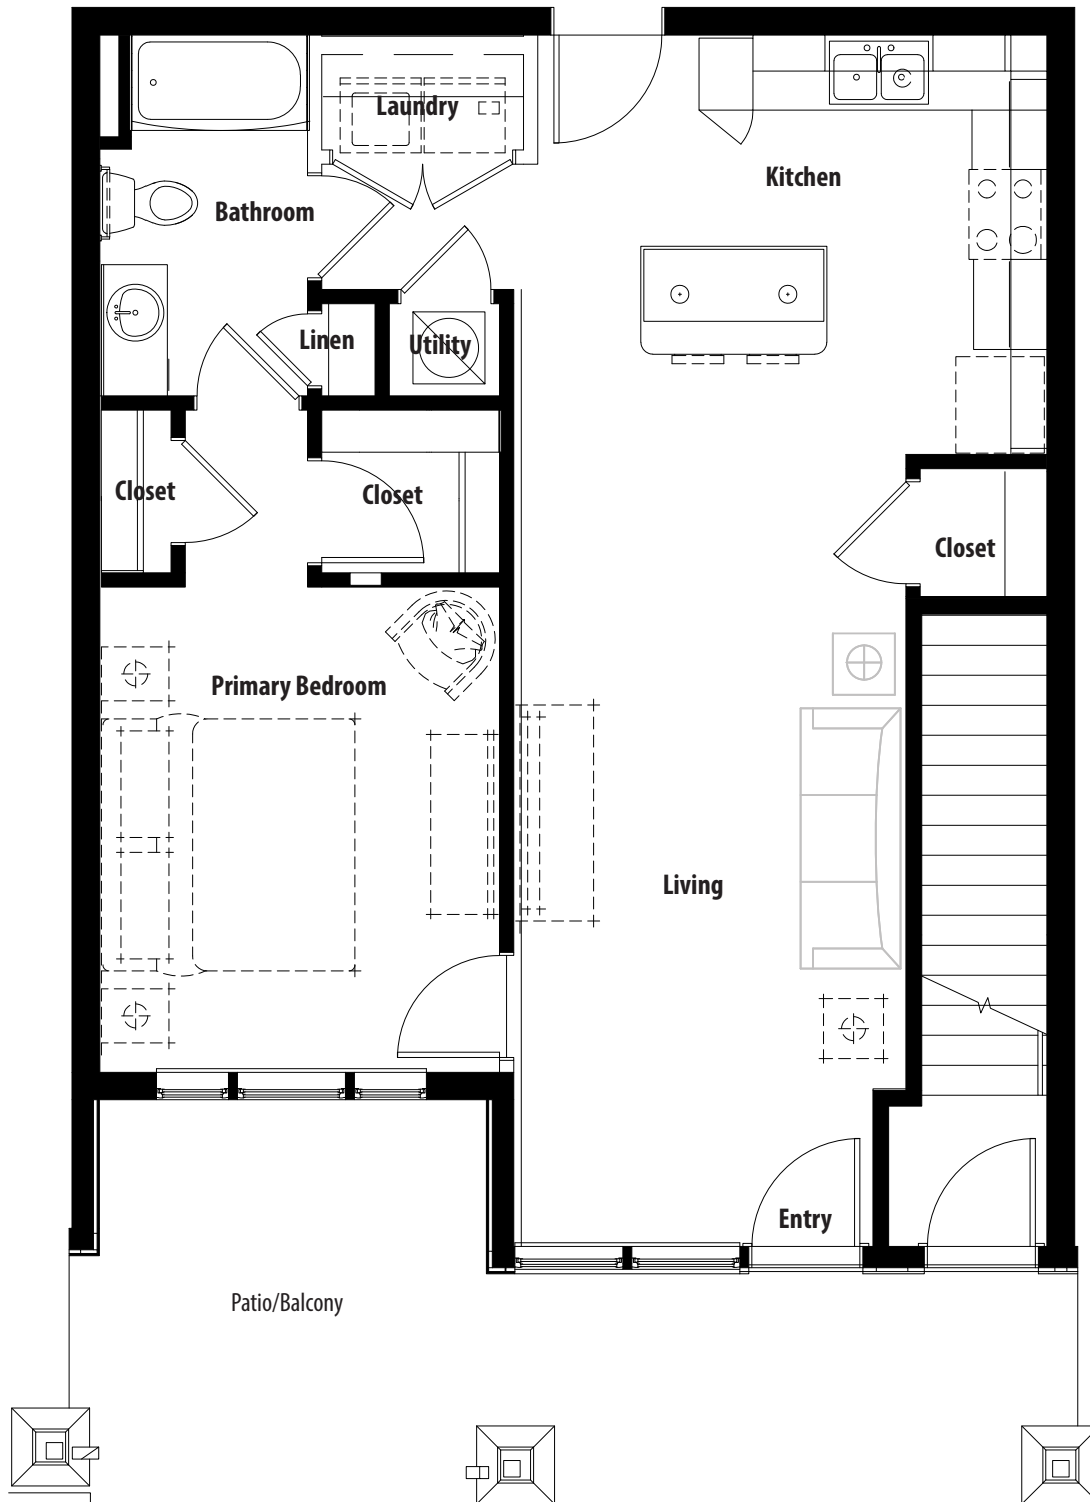 Laundry
Kitchen
Bathroom
Linen
Utility
Closet
Closet
Closet
Primary Bedroom
Living
Entry
Patio/Balcony